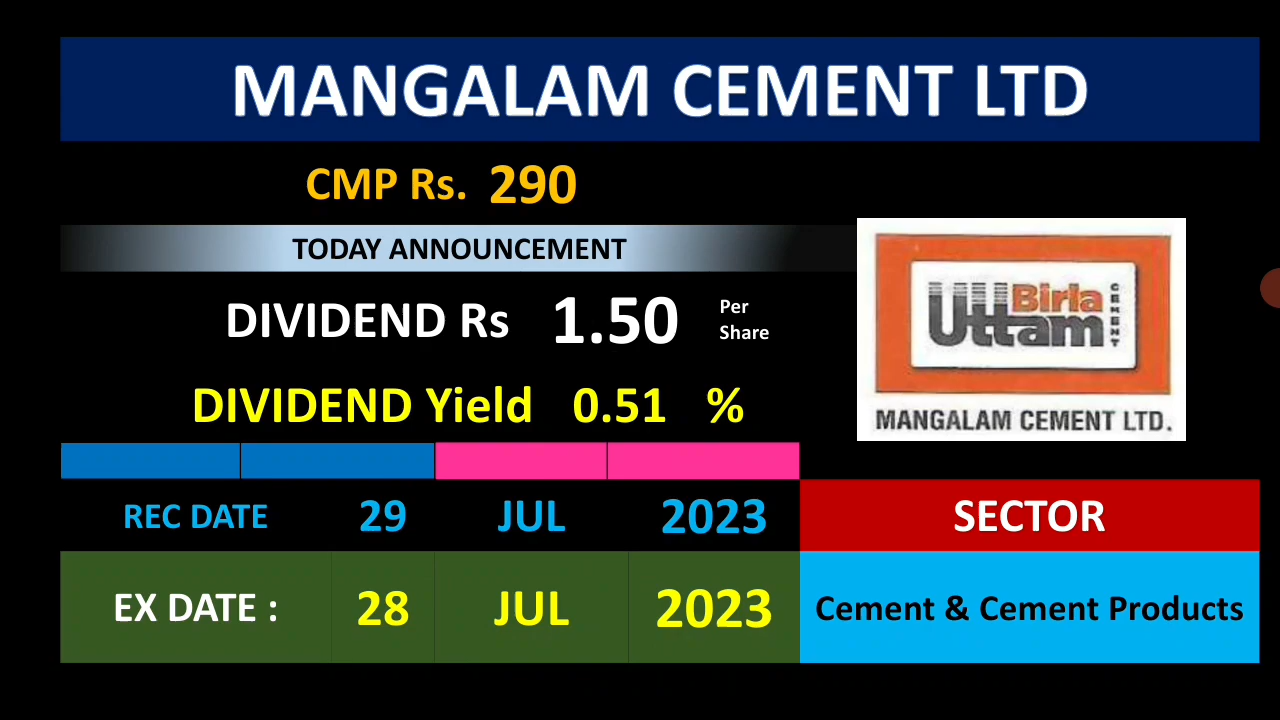 MANGALAM CEMENT LTD
CMP Rs. 290
TODAY ANNOUNCEMENT
DIVIDEND Rs 1.50 Per Share
DIVIDEND Yield 0.51 %
Birla
Uttam
CEMENT
MANGALAM CEMENT LTD.
REC DATE 29 JUL 2023
SECTOR
EX DATE : 28 JUL 2023
Cement & Cement Products